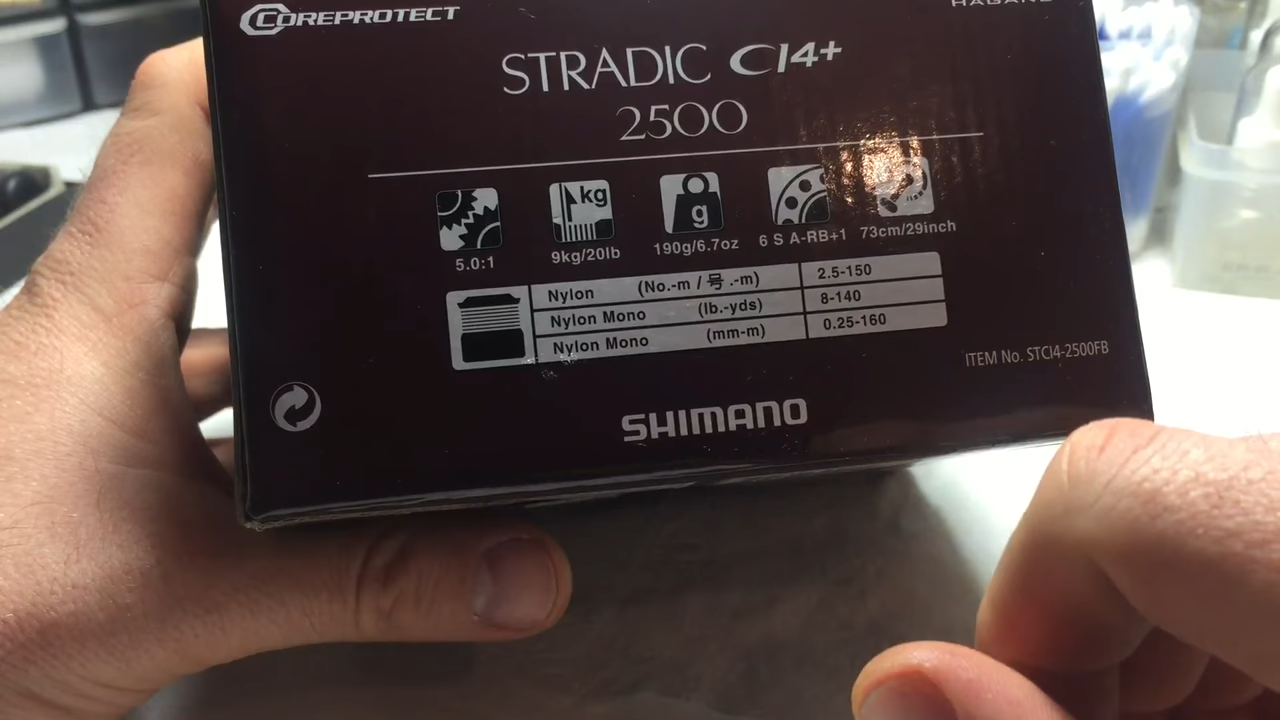 COREPROTECT
HAGANE
STRADIC CI4+
2500
kg
g
5.0:1
9kg/20lb
190g/6.7oz
6 S A-RB+1
73cm/29inch
Nylon (No.-m / 号.-m) 2.5-150
Nylon Mono (lb.-yds) 8-140
Nylon Mono (mm-m) 0.25-160
ITEM No. STCI4-2500FB
SHIMANO